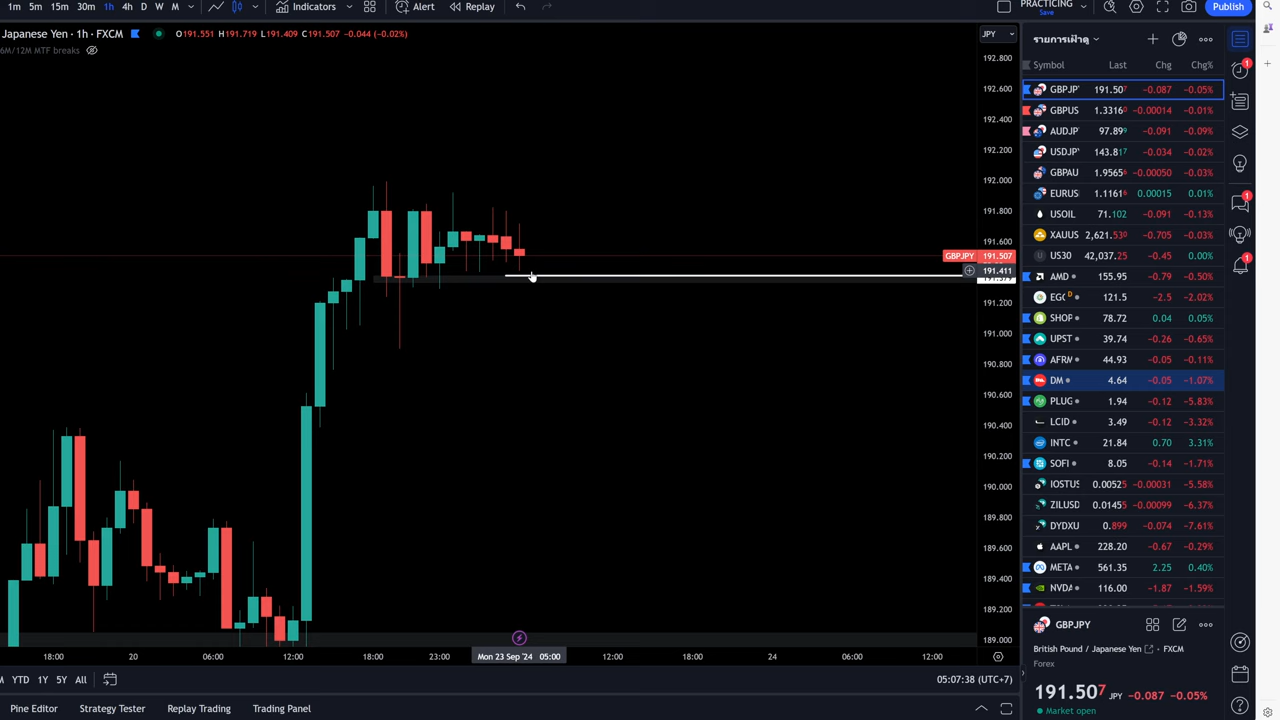 1m 5m 15m 30m 1h 4h D W M Indicators Alert Replay PRACTICING Save Publish
Japanese Yen · 1h · FXCM O191.551 H191.719 L191.409 C191.507 -0.044 (-0.02%)
6M/12M MTF breaks
JPY
192.800
192.600
192.400
192.200
192.000
191.800
191.600
GBPJPY 191.507
191.411
191.200
191.000
190.800
190.600
190.400
190.200
190.000
189.800
189.600
189.400
189.200
189.000
18:00 20 06:00 12:00 18:00 23:00 Mon 23 Sep '24 05:00 12:00 18:00 24 06:00 12:00
YTD 1Y 5Y All 05:07:38 (UTC+7)
Pine Editor Strategy Tester Replay Trading Trading Panel
รายการเฝ้าดู
Symbol Last Chg Chg%
GBPJP 191.507 -0.087 -0.05%
GBPUS 1.33160 -0.00014 -0.01%
AUDJP 97.899 -0.091 -0.09%
USDJP 143.817 -0.034 -0.02%
GBPAU 1.95656 -0.00050 -0.03%
EURUS 1.11616 0.00015 0.01%
USOIL 71.102 -0.091 -0.13%
XAUUS 2,621.530 -0.705 -0.03%
US30 42,037.25 -0.45 0.00%
AMD 155.95 -0.79 -0.50%
EGC D 121.5 -2.5 -2.02%
SHOP 78.72 0.04 0.05%
UPST 39.74 -0.26 -0.65%
AFRM 44.93 -0.05 -0.11%
DM 4.64 -0.05 -1.07%
PLUG 1.94 -0.12 -5.83%
LCID 3.49 -0.12 -3.32%
INTC 21.84 0.70 3.31%
SOFI 8.05 -0.14 -1.71%
IOSTUS 0.00525 -0.00031 -5.58%
ZILUSD 0.01455 -0.00099 -6.37%
DYDXU 0.899 -0.074 -7.61%
AAPL 228.20 -0.67 -0.29%
META 561.35 2.25 0.40%
NVDA 116.00 -1.87 -1.59%
GBPJPY
British Pound / Japanese Yen FXCM
Forex
191.507 JPY -0.087 -0.05%
Market open